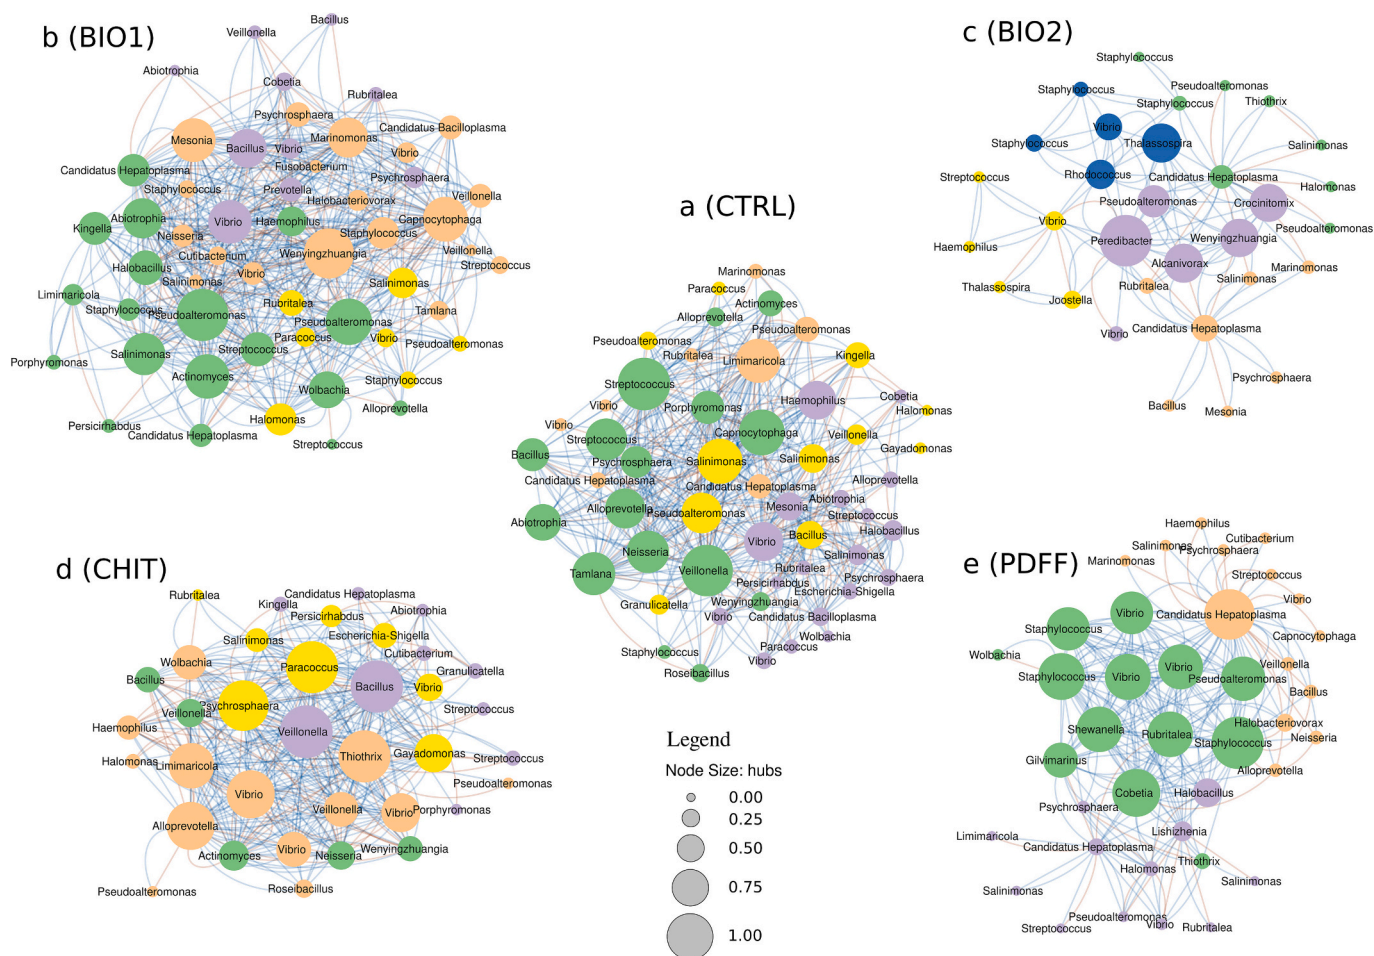 b (BIO1)
Bacillus
Veillonella
Abiotrophia
Cobetia
Rubritalea
Psychrosphaera
Candidatus Bacilloplasma
Mesonia
Marinomonas
Bacillus
Vibrio
Vibrio
Fusobacterium
Candidatus Hepatoplasma
Psychrosphaera
Staphylococcus
Prevotella
Veillonella
Halobacteriovorax
Abiotrophia
Capnocytophaga
Kingella
Vibrio
Haemophilus
Staphylococcus
Neisseria
Veillonella
Cutibacterium
Wenyingzhuangia
Streptococcus
Halobacillus
Vibrio
Salinimonas
Salinimonas
Limimaricola
Rubritalea
Staphylococcus
Tamlana
Pseudoalteromonas
Pseudoalteromonas
Paracoccus
Vibrio
Pseudoalteromonas
Streptococcus
Salinimonas
Porphyromonas
Actinomyces
Staphylococcus
Wolbachia
Alloprevotella
Halomonas
Persicirhabdus
Candidatus Hepatoplasma
Streptococcus
c (BIO2)
Staphylococcus
Pseudoalteromonas
Staphylococcus
Staphylococcus
Thiothrix
Vibrio
Staphylococcus
Thalassospira
Salinimonas
Streptococcus
Rhodococcus
Candidatus Hepatoplasma
Halomonas
Pseudoalteromonas
Crocinitomix
Vibrio
Pseudoalteromonas
Peredibacter
Wenyingzhuangia
Haemophilus
Alcanivorax
Marinomonas
Salinimonas
Thalassospira
Rubritalea
Joostella
Vibrio
Candidatus Hepatoplasma
Psychrosphaera
Bacillus
Mesonia
a (CTRL)
Marinomonas
Paracoccus
Actinomyces
Alloprevotella
Pseudoalteromonas
Pseudoalteromonas
Rubritalea
Limimaricola
Kingella
Streptococcus
Cobetia
Haemophilus
Vibrio
Porphyromonas
Halomonas
Vibrio
Capnocytophaga
Veillonella
Streptococcus
Gayadomonas
Bacillus
Psychrosphaera
Salinimonas
Salinimonas
Candidatus Hepatoplasma
Candidatus Hepatoplasma
Alloprevotella
Abiotrophia
Mesonia
Alloprevotella
Pseudoalteromonas
Streptococcus
Abiotrophia
Halobacillus
Bacillus
Vibrio
Neisseria
Salinimonas
Rubritalea
Tamlana
Veillonella
Psychrosphaera
Persicirhabdus
Escherichia-Shigella
Granulicatella
Wenyingzhuangia
Vibrio
Candidatus Bacilloplasma
Wolbachia
Paracoccus
Staphylococcus
Vibrio
Roseibacillus
d (CHIT)
Rubritalea
Candidatus Hepatoplasma
Kingella
Abiotrophia
Persicirhabdus
Salinimonas
Escherichia-Shigella
Cutibacterium
Wolbachia
Paracoccus
Granulicatella
Bacillus
Bacillus
Vibrio
Psychrosphaera
Veillonella
Streptococcus
Haemophilus
Veillonella
Thiothrix
Gayadomonas
Halomonas
Streptococcus
Limimaricola
Pseudoalteromonas
Vibrio
Veillonella
Vibrio
Porphyromonas
Alloprevotella
Vibrio
Wenyingzhuangia
Actinomyces
Neisseria
Pseudoalteromonas
Roseibacillus
Legend
Node Size: hubs
0.00
0.25
0.50
0.75
1.00
e (PDFF)
Haemophilus
Cutibacterium
Salinimonas
Psychrosphaera
Marinomonas
Streptococcus
Vibrio
Vibrio
Candidatus Hepatoplasma
Staphylococcus
Capnocytophaga
Wolbachia
Vibrio
Veillonella
Staphylococcus
Vibrio
Pseudoalteromonas
Bacillus
Halobacteriovorax
Shewanella
Rubritalea
Neisseria
Staphylococcus
Gilvimarinus
Alloprevotella
Cobetia
Halobacillus
Psychrosphaera
Limimaricola
Lishizhenia
Candidatus Hepatoplasma
Thiothrix
Halomonas
Salinimonas
Salinimonas
Pseudoalteromonas
Streptococcus
Vibrio
Rubritalea